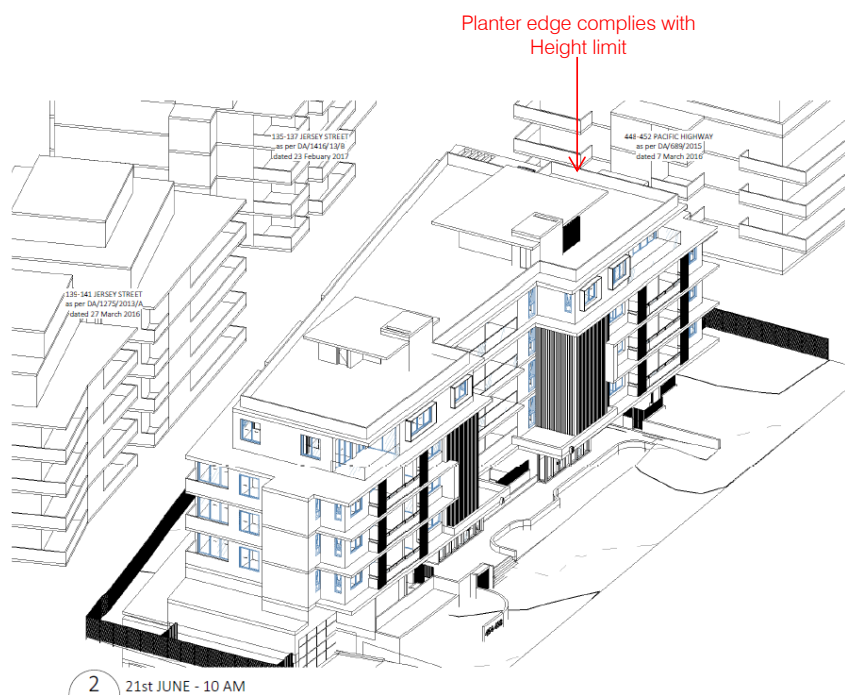 Planter edge complies with
Height limit
135-137 JERSEY STREET
as per DA/1416/13/B
dated 23 Febuary 2017
448-452 PACIFIC HIGHWAY
as per DA/689/2015
dated 7 March 2016
139-141 JERSEY STREET
as per DA/1275/2013/A
dated 27 March 2016
2
21st JUNE - 10 AM